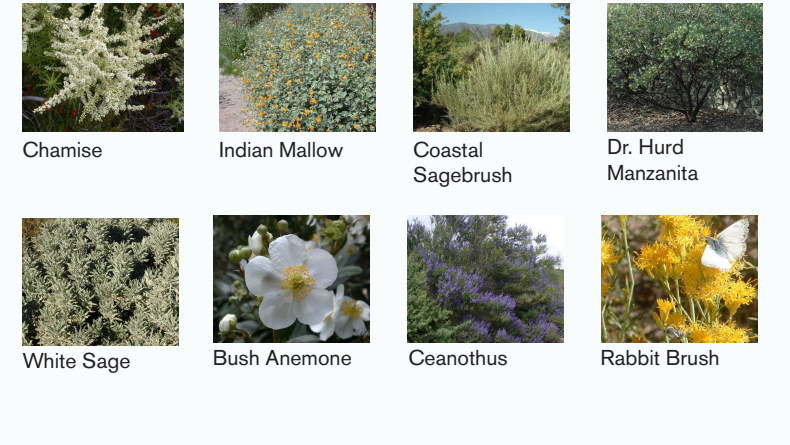 Chamise
Indian Mallow
Coastal
Sagebrush
Dr. Hurd
Manzanita
White Sage
Bush Anemone
Ceanothus
Rabbit Brush